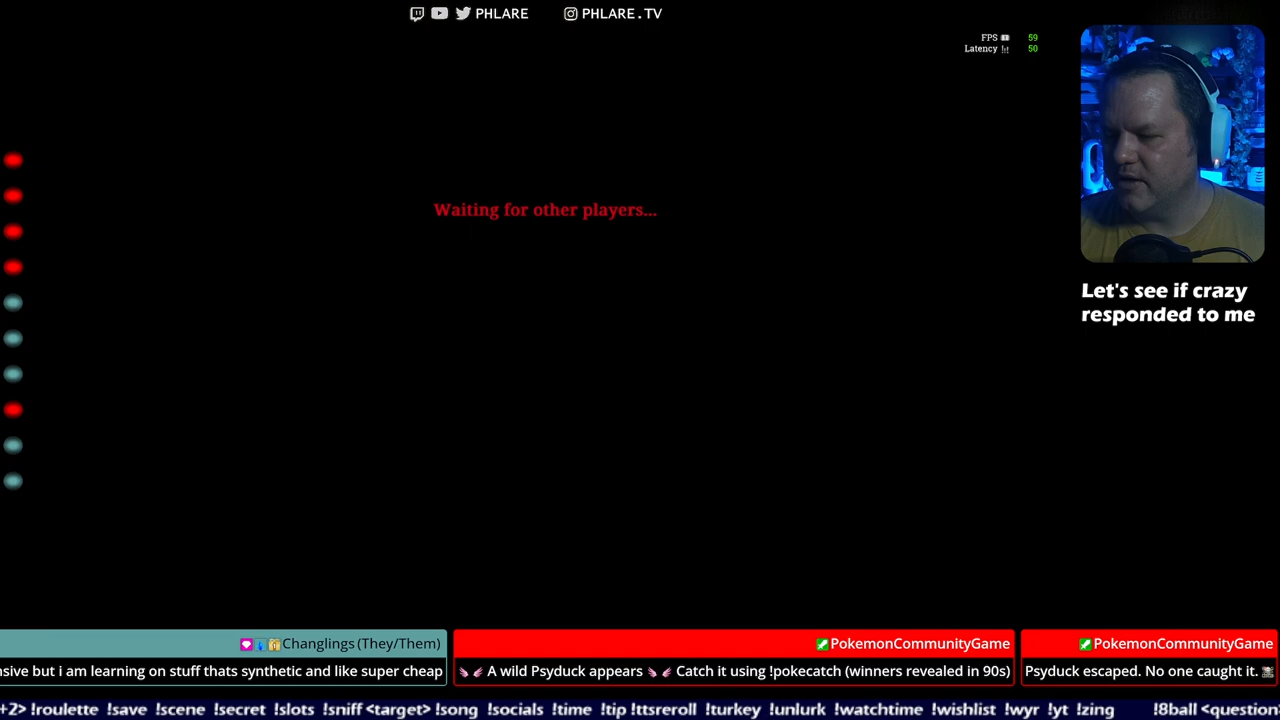 PHLARE PHLARE.TV
FPS 59
Latency 50
Waiting for other players...
Let's see if crazy
responded to me
Changlings (They/Them)
nsive but i am learning on stuff thats synthetic and like super cheap
PokemonCommunityGame
A wild Psyduck appears Catch it using !pokecatch (winners revealed in 90s)
PokemonCommunityGame
Psyduck escaped. No one caught it.
+2> !roulette !save !scene !secret !slots !sniff <target> !song !socials !time !tip !ttsreroll !turkey !unlurk !watchtime !wishlist !wyr !yt !zing !8ball <question